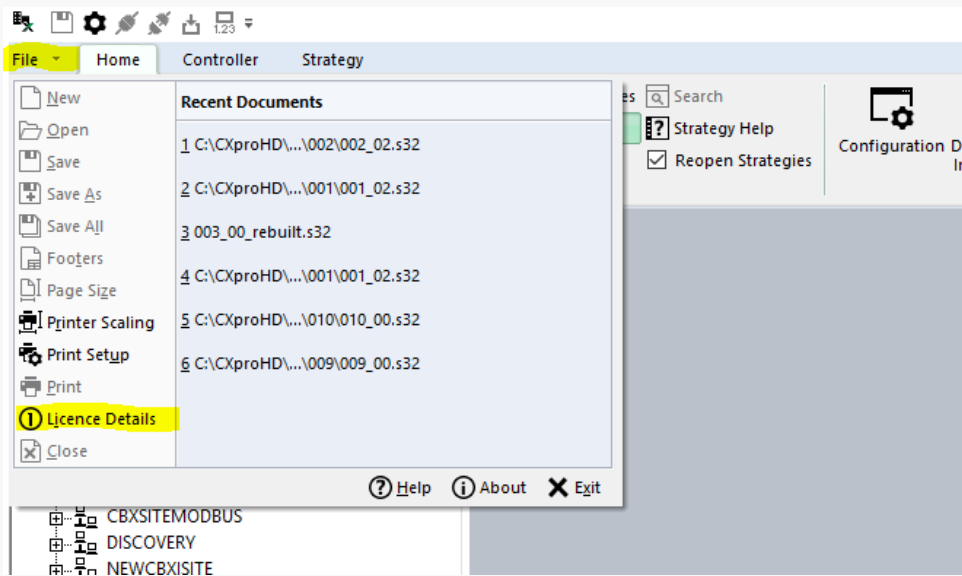 1.23
File Home Controller Strategy
New
Open
Save
Save As
Save All
Footers
Page Size
Printer Scaling
Print Setup
Print
Licence Details
Close
Recent Documents
1 C:\CXproHD\...\002\002_02.s32
2 C:\CXproHD\...\001\001_02.s32
3 003_00_rebuilt.s32
4 C:\CXproHD\...\001\001_02.s32
5 C:\CXproHD\...\010\010_00.s32
6 C:\CXproHD\...\009\009_00.s32
Help About Exit
es Search
Strategy Help
Reopen Strategies
Configuration D
CBXSITEMODBUS
DISCOVERY
NEWCBXISITE